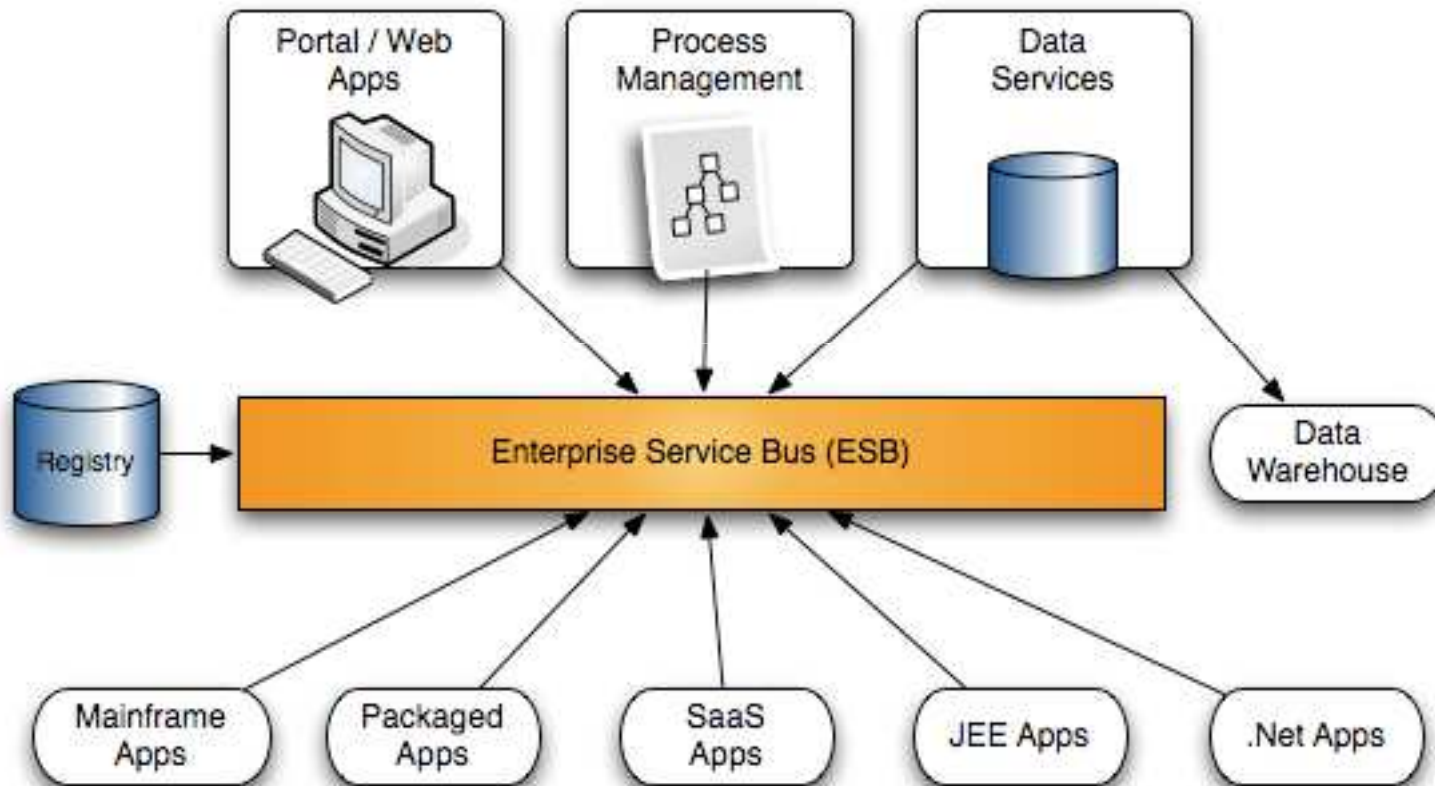 Portal / Web
Apps
Process
Management
Data
Services
Registry
Enterprise Service Bus (ESB)
Data
Warehouse
Mainframe
Apps
Packaged
Apps
SaaS
Apps
JEE Apps
.Net Apps